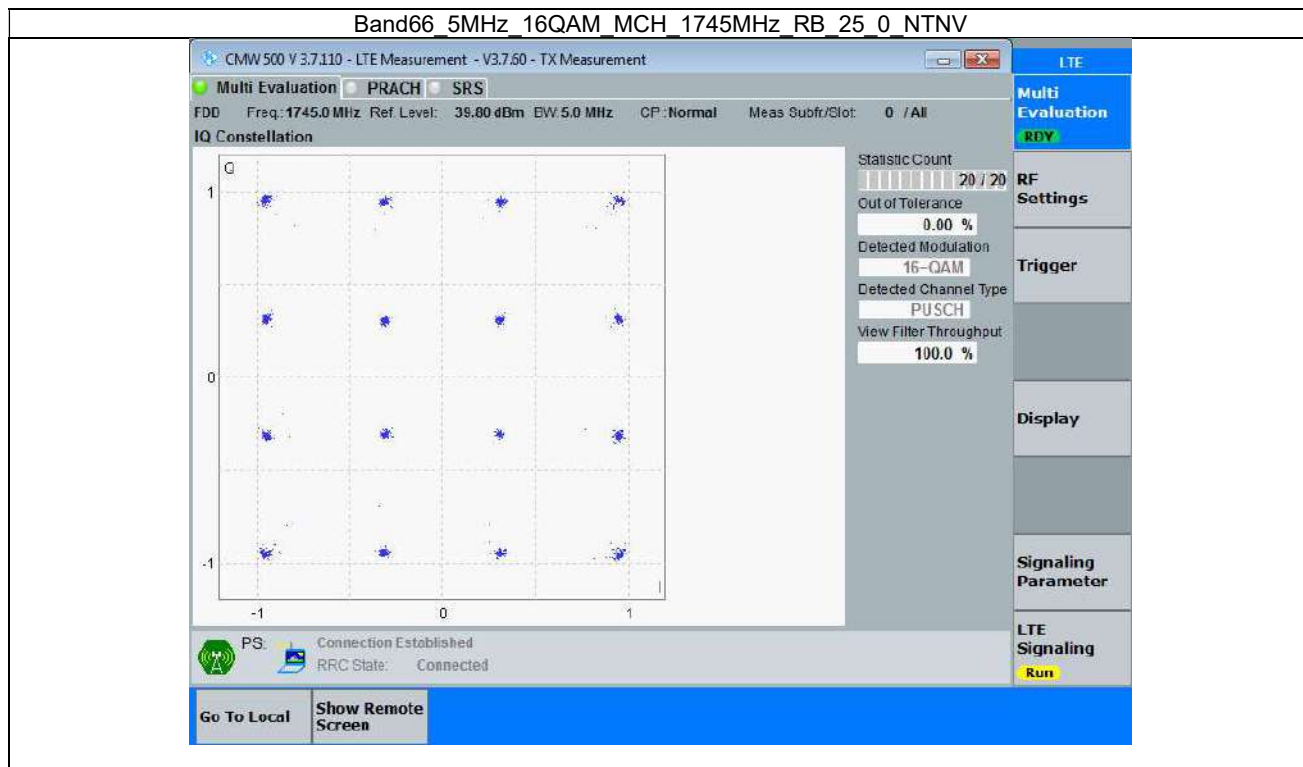 Band66_5MHz_16QAM_MCH_1745MHz_RB_25_0_NTNV
CMW 500 V 3.7.110 - LTE Measurement - V3.7.60 - TX Measurement
LTE
Multi Evaluation PRACH SRS
FDD Freq.: 1745.0 MHz Ref. Level: 39.80 dBm BW: 5.0 MHz CP: Normal Meas Subfr/Slot: 0 / All
IQ Constellation
Q
1
0
-1
-1 0 1
I
Statistic Count
20 / 20
Out of Tolerance
0.00 %
Detected Modulation
16-QAM
Detected Channel Type
PUSCH
View Filter Throughput
100.0 %
Multi
Evaluation
RDY
RF
Settings
Trigger
Display
Signaling
Parameter
LTE
Signaling
Run
PS: Connection Established
RRC State: Connected
Go To Local
Show Remote
Screen